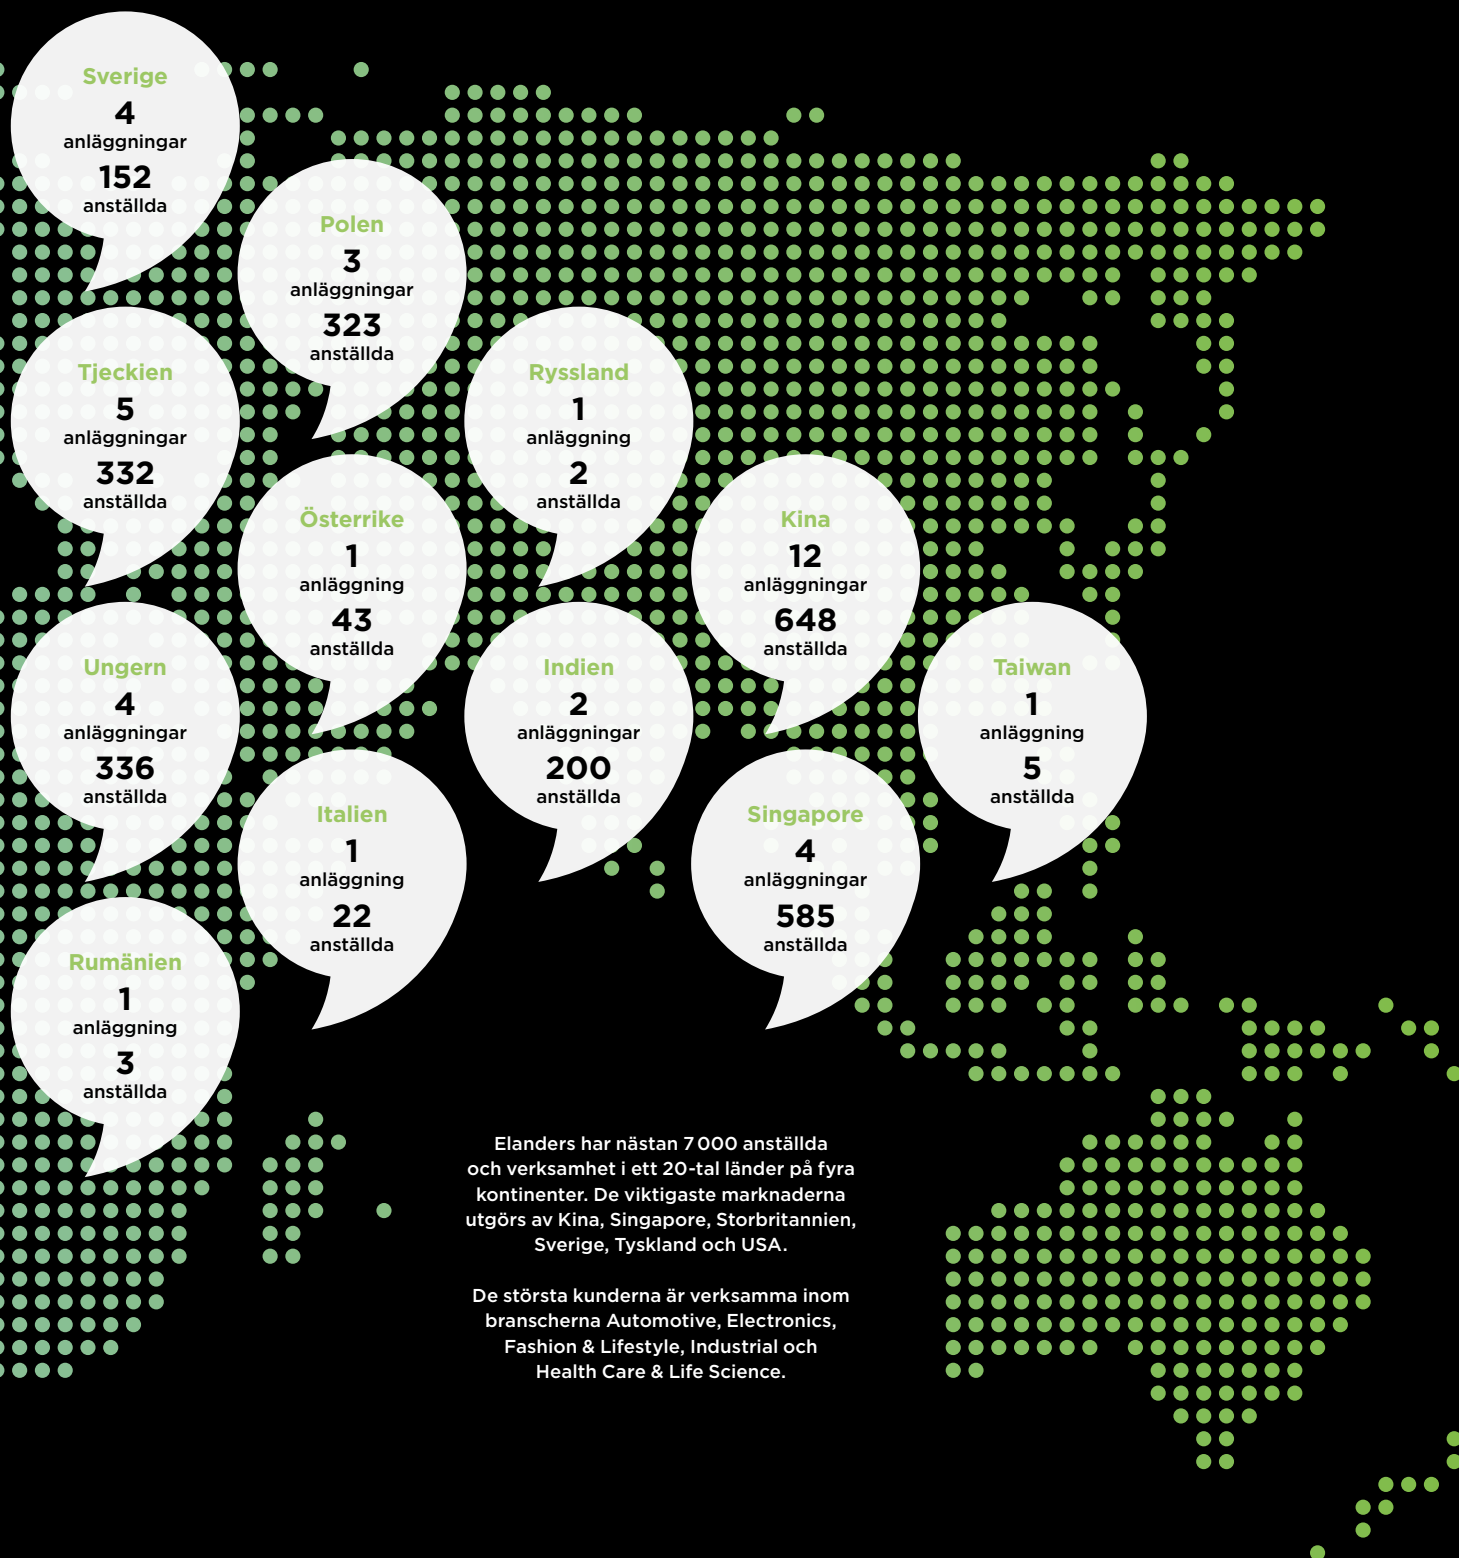 Sverige
4
anläggningar
152
anställda
Polen
3
anläggningar
323
anställda
Tjeckien
5
anläggningar
332
anställda
Ryssland
1
anläggning
2
anställda
Österrike
1
anläggning
43
anställda
Kina
12
anläggningar
648
anställda
Ungern
4
anläggningar
336
anställda
Indien
2
anläggningar
200
anställda
Taiwan
1
anläggning
5
anställda
Italien
1
anläggning
22
anställda
Singapore
4
anläggningar
585
anställda
Rumänien
1
anläggning
3
anställda
Elanders har nästan 7 000 anställda
och verksamhet i ett 20-tal länder på fyra
kontinenter. De viktigaste marknaderna
utgörs av Kina, Singapore, Storbritannien,
Sverige, Tyskland och USA.
De största kunderna är verksamma inom
branscherna Automotive, Electronics,
Fashion & Lifestyle, Industrial och
Health Care & Life Science.